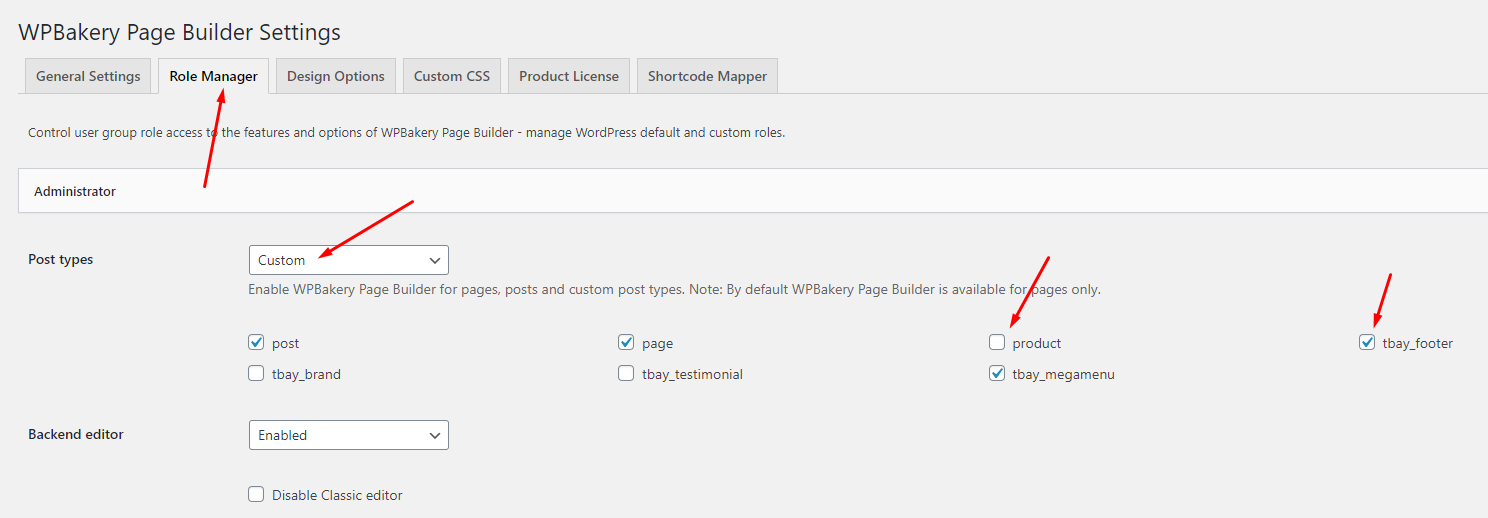 WPBakery Page Builder Settings
General Settings Role Manager Design Options Custom CSS Product License Shortcode Mapper
Control user group role access to the features and options of WPBakery Page Builder - manage WordPress default and custom roles.
Administrator
Post types Custom
Enable WPBakery Page Builder for pages, posts and custom post types. Note: By default WPBakery Page Builder is available for pages only.
post page product tbay_footer
tbay_brand tbay_testimonial tbay_megamenu
Backend editor Enabled
Disable Classic editor